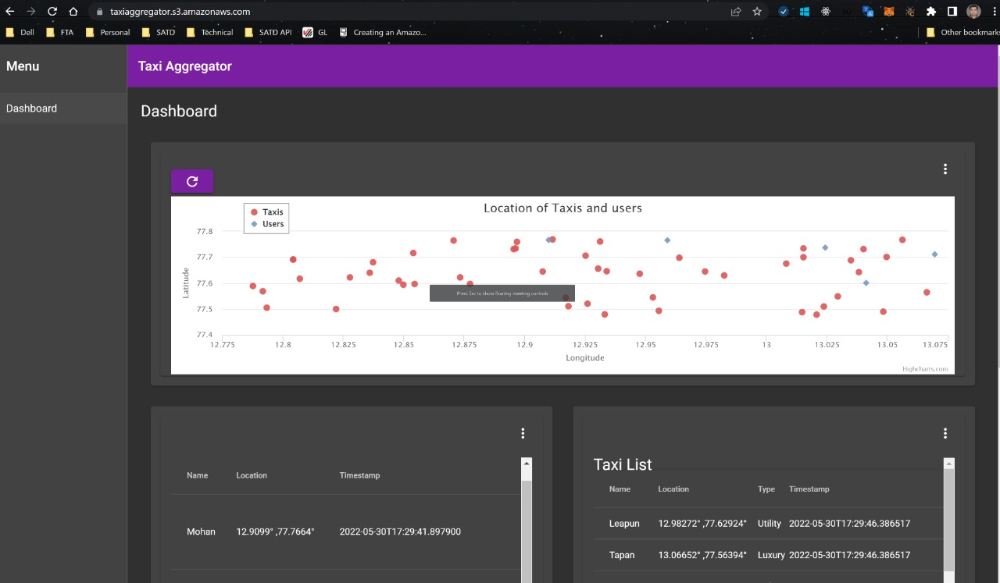 taxiaggregator.s3.amazonaws.com
Dell FTA Personal SATD Technical SATD API GL Creating an Amazo... Other bookmarks
Menu
Taxi Aggregator
Dashboard
Dashboard
Location of Taxis and users
Taxis
Users
77.8
77.7
77.6
77.5
77.4
Latitude
Press Esc to show floating meeting controls
12.775 12.8 12.825 12.85 12.875 12.9 12.925 12.95 12.975 13 13.025 13.05 13.075
Longitude
Highcharts.com
Name Location Timestamp
Mohan 12.9099° ,77.7664° 2022-05-30T17:29:41.897900
Taxi List
Name Location Type Timestamp
Leapun 12.98272° ,77.62924° Utility 2022-05-30T17:29:46.386517
Tapan 13.06652° ,77.56394° Luxury 2022-05-30T17:29:46.386517